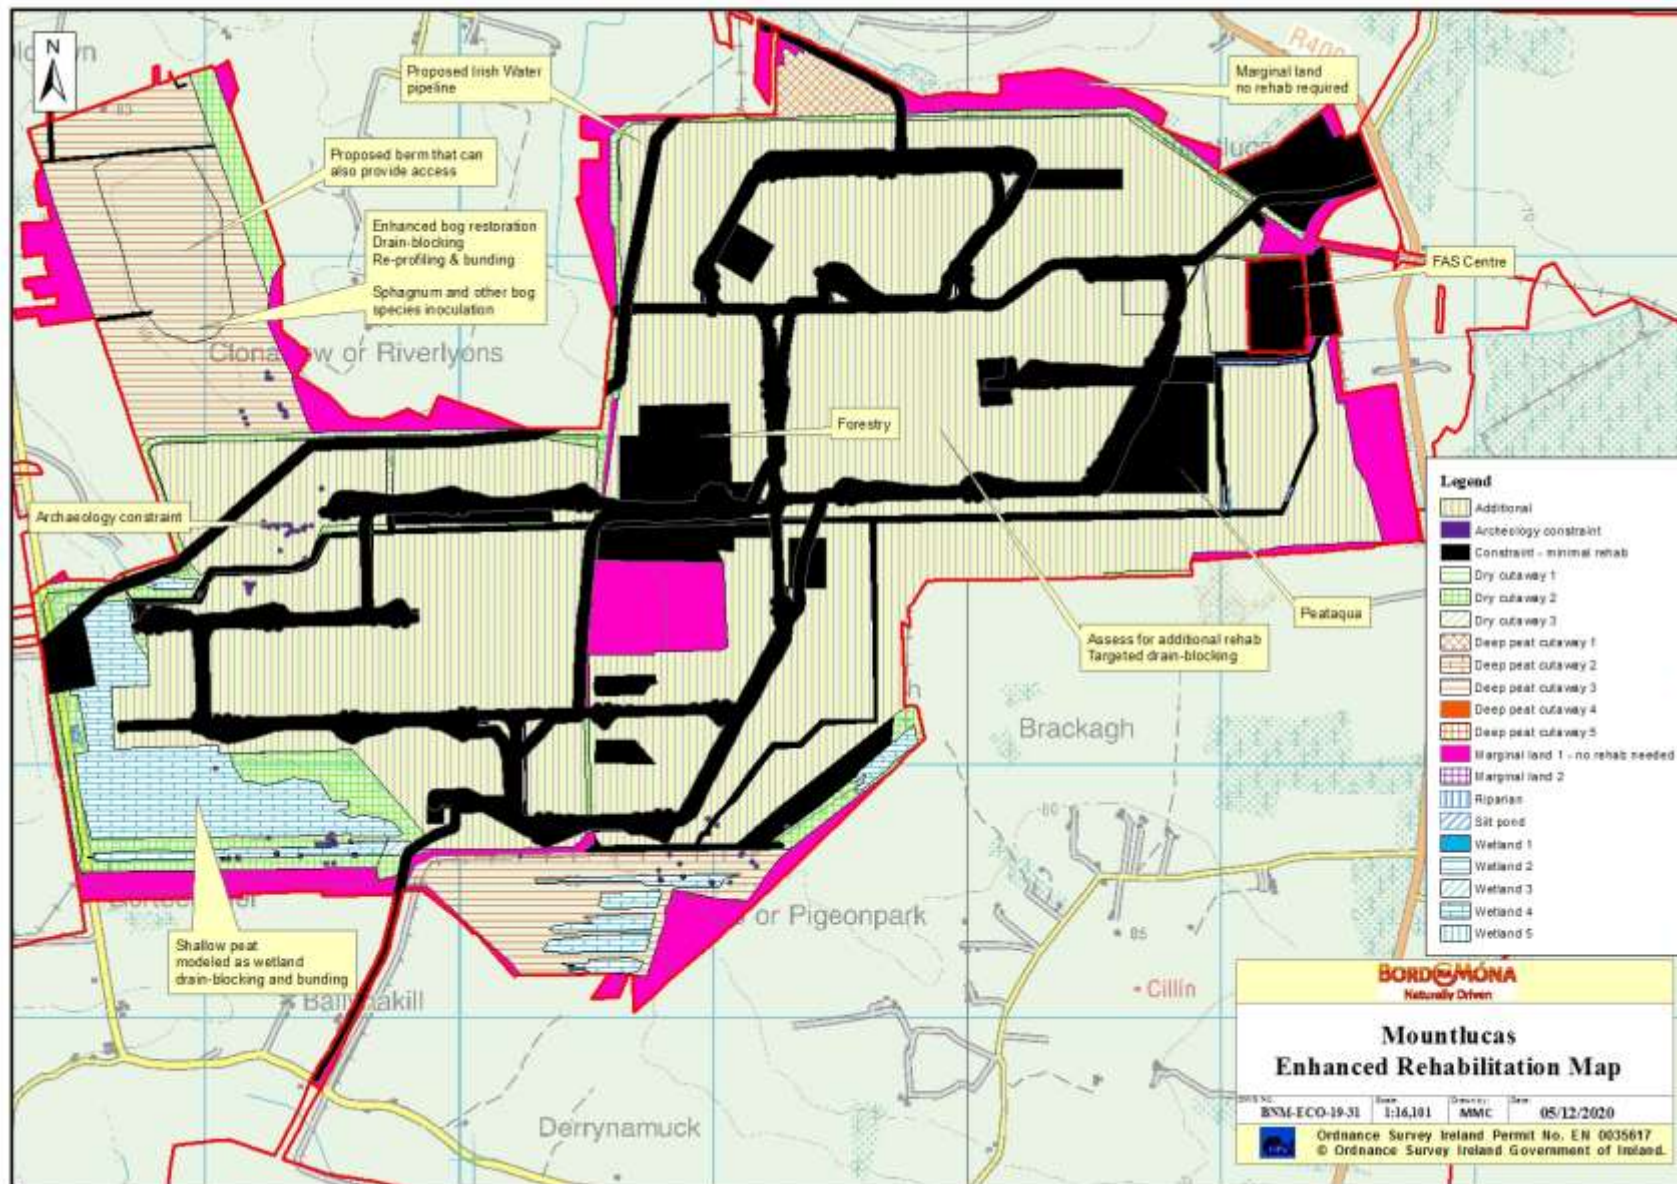 N
83
R400
Proposed Irish Water
pipeline
Marginal land
no rehab required
Proposed berm that can
also provide access
Enhanced bog restoration
Drain-blocking
Re-profiling & bunding
Sphagnum and other bog
species inoculation
FAS Centre
or Riverlyons
Forestry
Archaeology constraint
Peataqua
Assess for additional rehab
Targeted drain-blocking
Brackagh
80
or Pigeonpark
85
Cillín
Shallow peat
modeled as wetland
drain-blocking and bunding
Derrynamuck
Legend
Additional
Archeology constraint
Constraint - minimal rehab
Dry cutaway 1
Dry cutaway 2
Dry cutaway 3
Deep peat cutaway 1
Deep peat cutaway 2
Deep peat cutaway 3
Deep peat cutaway 4
Deep peat cutaway 5
Marginal land 1 - no rehab needed
Marginal land 2
Riparian
Silt pond
Wetland 1
Wetland 2
Wetland 3
Wetland 4
Wetland 5
BORD NA MÓNA
Naturally Driven
Mountlucas
Enhanced Rehabilitation Map
BNM-ECO-19-31 1:16,101 MMC 05/12/2020
Ordnance Survey Ireland Permit No. EN 0035617
© Ordnance Survey Ireland Government of Ireland.